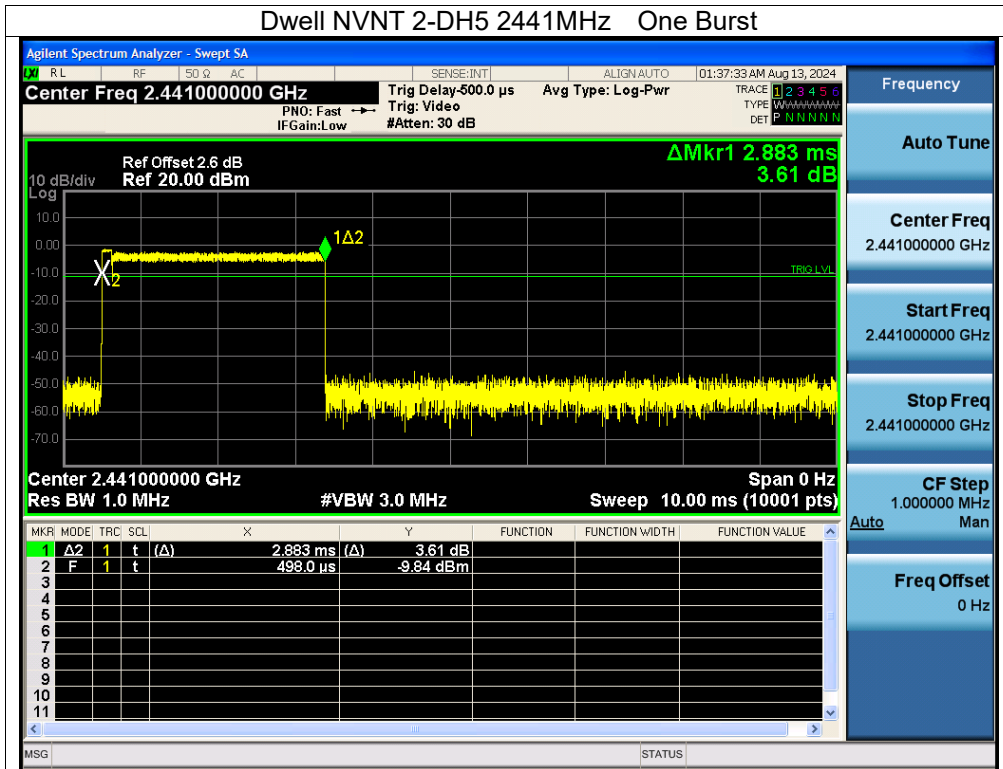 Dwell NVNT 2-DH5 2441MHz One Burst
Agilent Spectrum Analyzer - Swept SA
LXI RL RF 50 Ω AC SENSE:INT ALIGN AUTO 01:37:33 AM Aug 13, 2024
Center Freq 2.441000000 GHz
PNO: Fast
IFGain:Low
Trig Delay-500.0 µs
Trig: Video
#Atten: 30 dB
Avg Type: Log-Pwr
TRACE 1 2 3 4 5 6
TYPE WWWWWW
DET P N N N N N
Ref Offset 2.6 dB
Ref 20.00 dBm
ΔMkr1 2.883 ms
3.61 dB
10 dB/div
Log
10.0
0.00
-10.0
-20.0
-30.0
-40.0
-50.0
-60.0
-70.0
1Δ2
2
TRIG LVL
Center 2.441000000 GHz Span 0 Hz
Res BW 1.0 MHz #VBW 3.0 MHz Sweep 10.00 ms (10001 pts)
MKR MODE TRC SCL X Y FUNCTION FUNCTION WIDTH FUNCTION VALUE
1 Δ2 1 t (Δ) 2.883 ms (Δ) 3.61 dB
2 F 1 t 498.0 µs -9.84 dBm
3
4
5
6
7
8
9
10
11
MSG STATUS
Frequency
Auto Tune
Center Freq
2.441000000 GHz
Start Freq
2.441000000 GHz
Stop Freq
2.441000000 GHz
CF Step
1.000000 MHz
Auto Man
Freq Offset
0 Hz